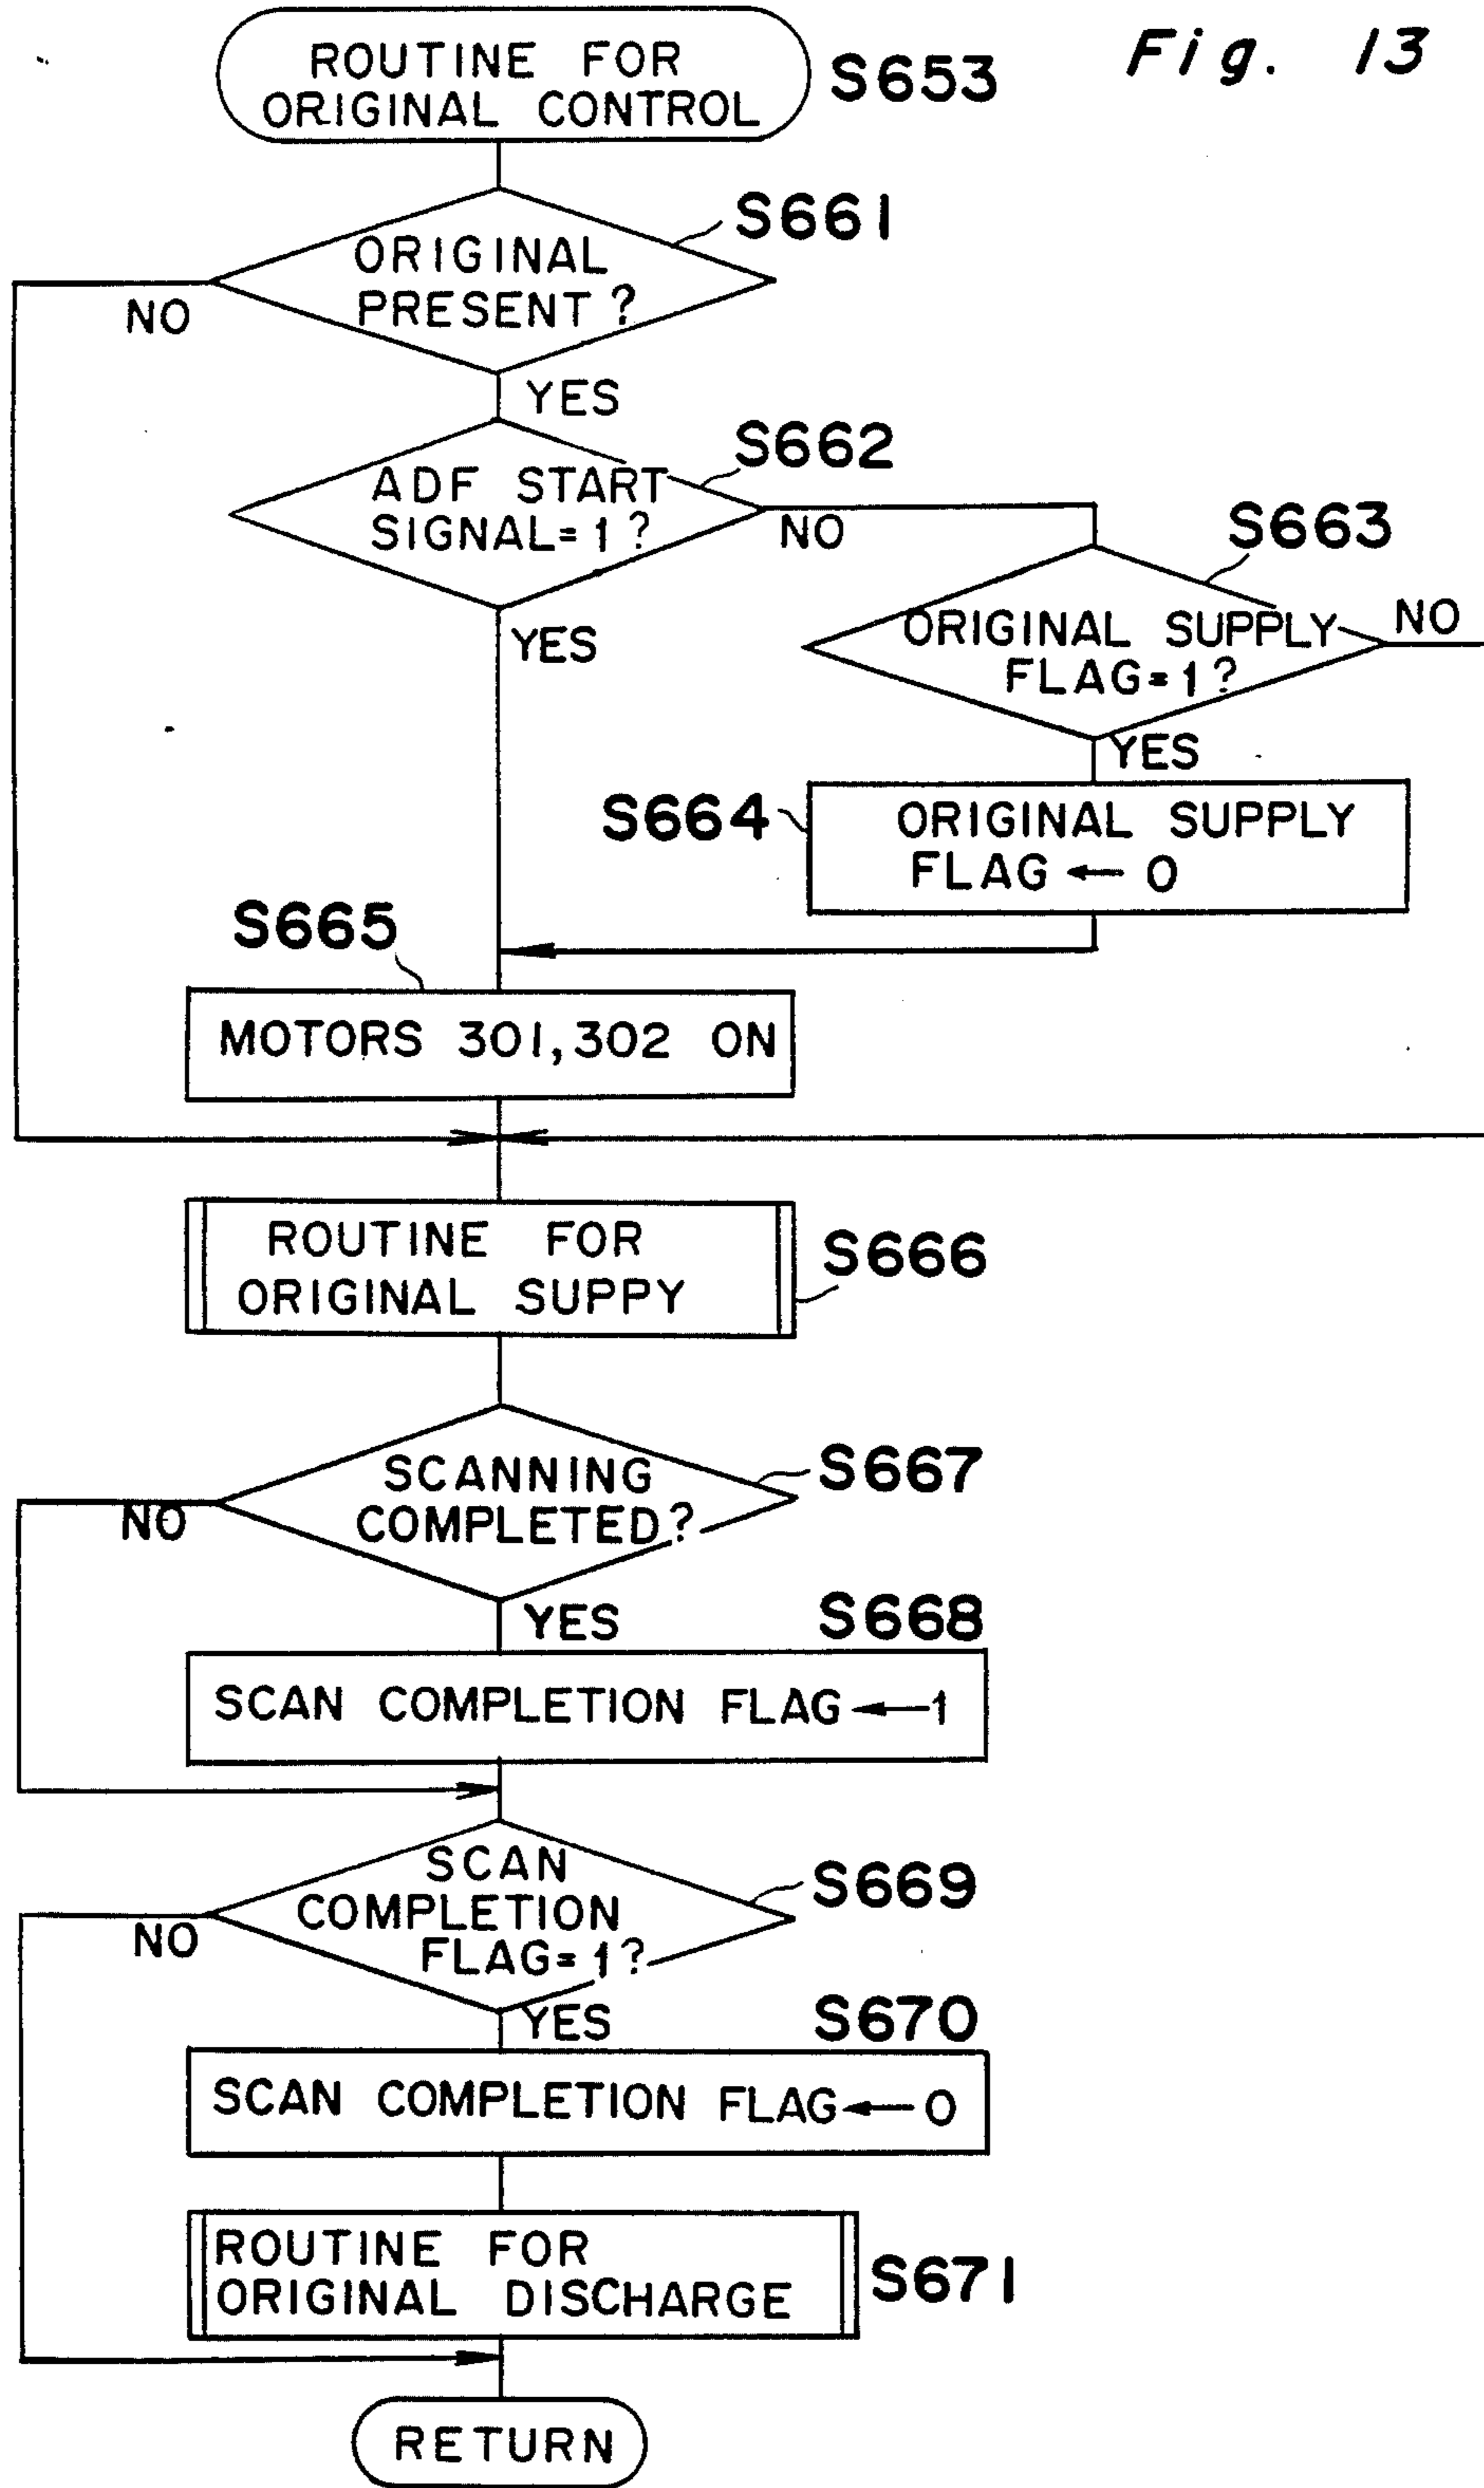 Fig. 13
ROUTINE FOR
ORIGINAL CONTROL
S653
S661
ORIGINAL
PRESENT?
NO
YES
S662
ADF START
SIGNAL=1?
NO
YES
S663
ORIGINAL SUPPLY
FLAG=1?
NO
YES
S664
ORIGINAL SUPPLY
FLAG ← 0
S665
MOTORS 301,302 ON
ROUTINE FOR
ORIGINAL SUPPY
S666
SCANNING
COMPLETED?
S667
NO
YES
S668
SCAN COMPLETION FLAG ← 1
SCAN
COMPLETION
FLAG=1?
S669
NO
YES
S670
SCAN COMPLETION FLAG ← 0
ROUTINE FOR
ORIGINAL DISCHARGE
S671
RETURN